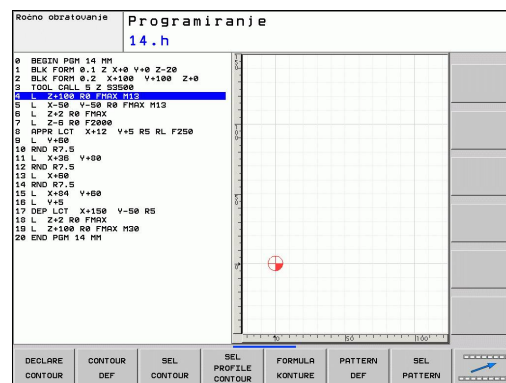 Ročno obratovanje
Programiranje
14.h
0 BEGIN PGM 14 MM
1 BLK FORM 0.1 Z X+0 Y+0 Z-20
2 BLK FORM 0.2 X+100 Y+100 Z+0
3 TOOL CALL 5 Z S3500
4 L Z+100 R0 FMAX M13
5 L X-50 Y-50 R0 FMAX M13
6 L Z+2 R0 FMAX
7 L Z-6 R0 F2000
8 APPR LCT X+12 Y+5 R5 RL F250
9 L Y+60
10 RND R7.5
11 L X+36 Y+80
12 RND R7.5
13 L X+60
14 RND R7.5
15 L X+84 Y+60
16 L Y+5
17 DEP LCT X+150 Y-50 R5
18 L Z+2 R0 FMAX
19 L Z+100 R0 FMAX M30
20 END PGM 14 MM
DECLARE CONTOUR
CONTOUR DEF
SEL CONTOUR
SEL PROFILE CONTOUR
FORMULA KONTURE
PATTERN DEF
SEL PATTERN